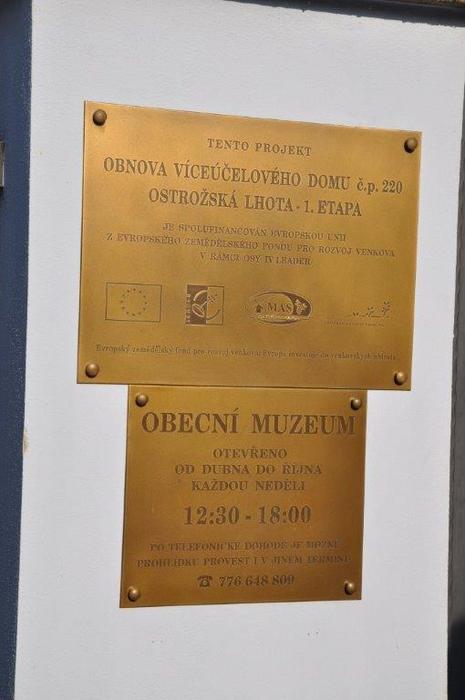 TENTO PROJEKT
OBNOVA VÍCEÚČELOVÉHO DOMU č.p. 220
OSTROŽSKÁ LHOTA - 1. ETAPA
JE SPOLUFINANCOVÁN EVROPSKOU UNIÍ
Z EVROPSKÉHO ZEMĚDĚLSKÉHO FONDU PRO ROZVOJ VENKOVA
V RÁMCI OSY IV LEADER
MAS
Evropský zemědělský fond pro rozvoj venkova: Evropa investuje do venkovských oblastí
OBECNÍ MUZEUM
OTEVŘENO
OD DUBNA DO ŘÍJNA
KAŽDOU NEDĚLI
12:30 - 18:00
PO TELEFONICKÉ DOHODĚ JE MOŽNÉ
PROHLÍDKU PROVÉST I V JINÉM TERMÍNU
☎ 776 648 809